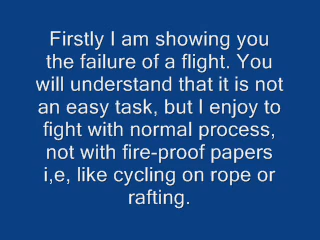 Firstly I am showing you
the failure of a flight. You
will understand that it is not
an easy task, but I enjoy to
fight with normal process,
not with fire-proof papers
i,e, like cycling on rope or
rafting.